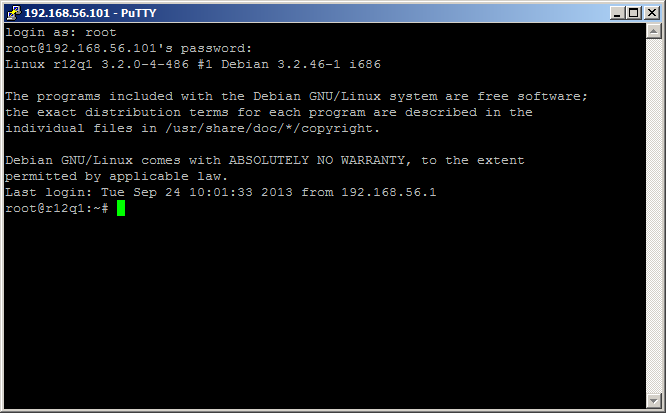 192.168.56.101 - PuTTY
login as: root
root@192.168.56.101's password:
Linux r12q1 3.2.0-4-486 #1 Debian 3.2.46-1 i686
The programs included with the Debian GNU/Linux system are free software;
the exact distribution terms for each program are described in the
individual files in /usr/share/doc/*/copyright.
Debian GNU/Linux comes with ABSOLUTELY NO WARRANTY, to the extent
permitted by applicable law.
Last login: Tue Sep 24 10:01:33 2013 from 192.168.56.1
root@r12q1:~#